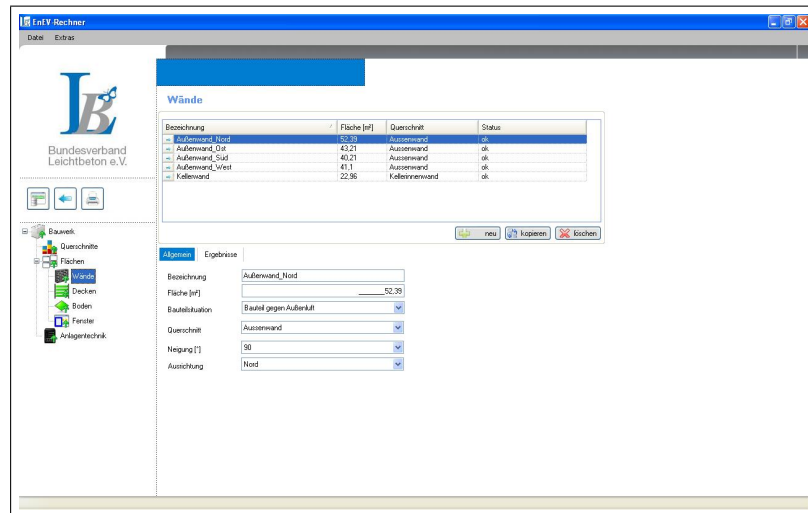 EnEV-Rechner
Datei Extras
LB
Bundesverband
Leichtbeton e.V.
Bauwerk
Querschnitte
Flächen
Wände
Decken
Boden
Fenster
Anlagentechnik
Wände
Bezeichnung Fläche [m²] Querschnitt Status
Außenwand_Nord 52,39 Aussenwand ok
Außenwand_Ost 43,21 Aussenwand ok
Außenwand_Süd 40,21 Aussenwand ok
Außenwand_West 41,1 Aussenwand ok
Kellerwand 22,96 Kellerinnenwand ok
neu kopieren löschen
Allgemein Ergebnisse
Bezeichnung Außenwand_Nord
Fläche [m²] ______52,39
Bauteilsituation Bauteil gegen Außenluft
Querschnitt Aussenwand
Neigung [°] 90
Ausrichtung Nord